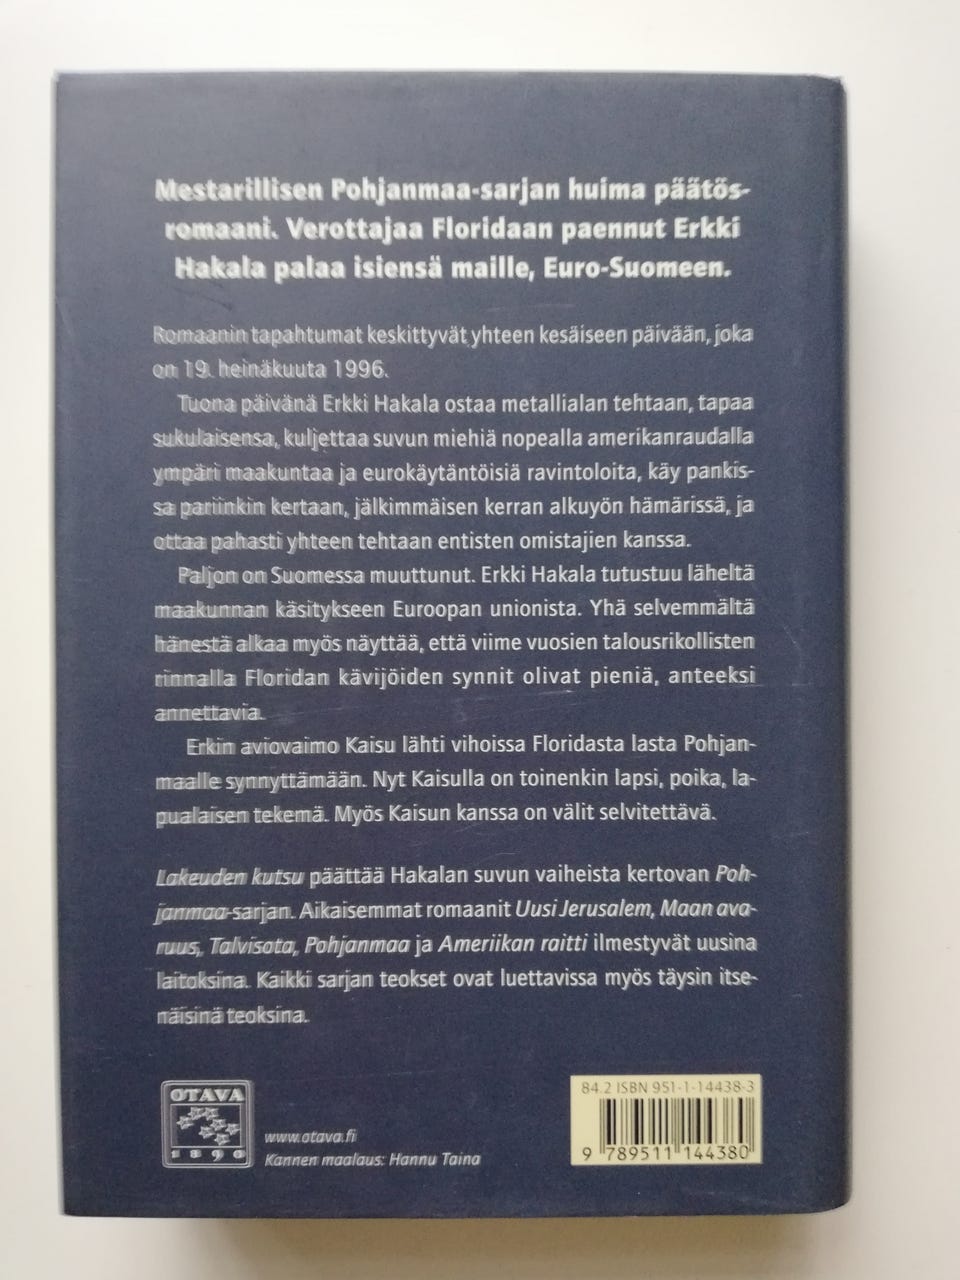 Mestarillisen Pohjanmaa-sarjan huima päätös-
romaani. Verottajaa Floridaan paennut Erkki
Hakala palaa isiensä maille, Euro-Suomeen.
Romaanin tapahtumat keskittyvät yhteen kesäiseen päivään, joka
on 19. heinäkuuta 1996.
Tuona päivänä Erkki Hakala ostaa metallialan tehtaan, tapaa
sukulaisensa, kuljettaa suvun miehiä nopealla amerikanraudalla
ympäri maakuntaa ja eurokäytäntöisiä ravintoloita, käy pankis-
sa pariinkin kertaan, jälkimmäisen kerran alkuyön hämärissä, ja
ottaa pahasti yhteen tehtaan entisten omistajien kanssa.
Paljon on Suomessa muuttunut. Erkki Hakala tutustuu läheltä
maakunnan käsitykseen Euroopan unionista. Yhä selvemmältä
hänestä alkaa myös näyttää, että viime vuosien talousrikollisten
rinnalla Floridan kävijöiden synnit olivat pieniä, anteeksi
annettavia.
Erkin aviovaimo Kaisu lähti vihoissa Floridasta lasta Pohjan-
maalle synnyttämään. Nyt Kaisulla on toinenkin lapsi, poika, la-
pualaisen tekemä. Myös Kaisun kanssa on välit selvitettävä.
Lakeuden kutsu päättää Hakalan suvun vaiheista kertovan Poh-
janmaa-sarjan. Aikaisemmat romaanit Uusi Jerusalem, Maan ava-
ruus, Talvisota, Pohjanmaa ja Ameriikan raitti ilmestyvät uusina
laitoksina. Kaikki sarjan teokset ovat luettavissa myös täysin itse-
näisinä teoksina.
OTAVA
1890
www.otava.fi
Kannen maalaus: Hannu Taina
84.2 ISBN 951-1-14438-3
9 789511 144380